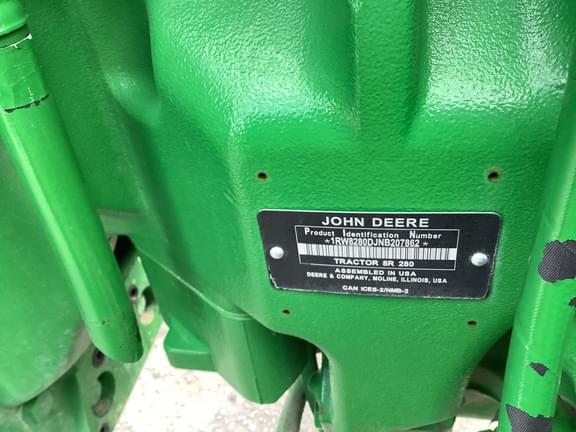 JOHN DEERE
Product Identification Number
*1RW8280DJNB207862*
TRACTOR 8R 280
ASSEMBLED IN USA
DEERE & COMPANY, MOLINE, ILLINOIS, USA
CAN ICES-2/NMB-2